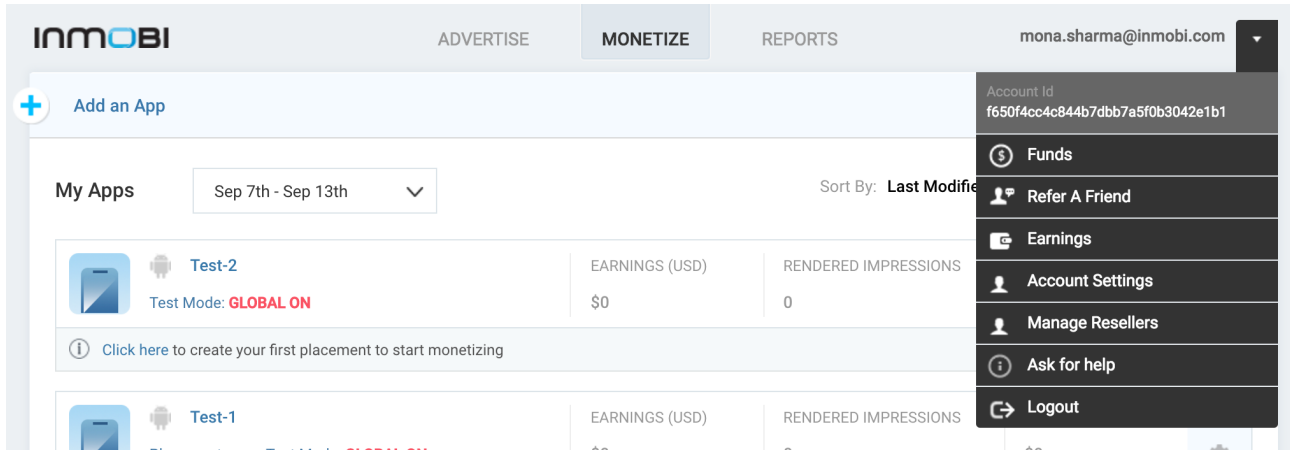 INMOBI
ADVERTISE
MONETIZE
REPORTS
mona.sharma@inmobi.com
Add an App
Account Id
f650f4cc4c844b7dbb7a5f0b3042e1b1
Funds
Refer A Friend
Earnings
Account Settings
Manage Resellers
Ask for help
Logout
My Apps
Sep 7th - Sep 13th
Sort By: Last Modifie
Test-2
EARNINGS (USD)
RENDERED IMPRESSIONS
Test Mode: GLOBAL ON
$0
0
Click here to create your first placement to start monetizing
Test-1
EARNINGS (USD)
RENDERED IMPRESSIONS